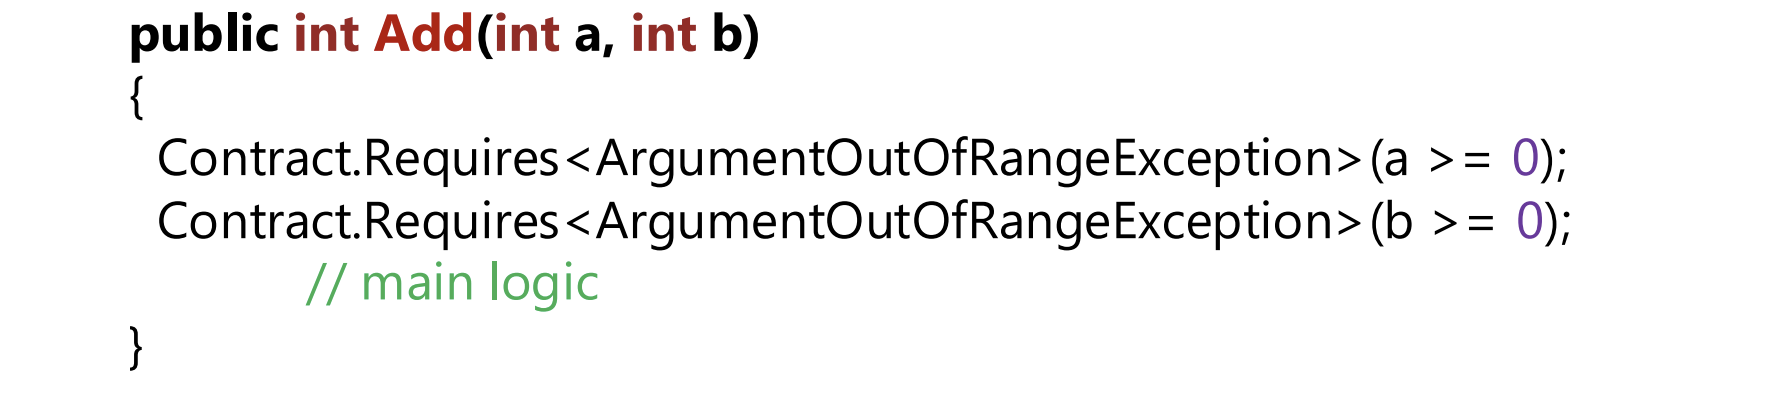 public int Add(int a, int b)
{
Contract.Requires<ArgumentOutOfRangeException>(a >= 0);
Contract.Requires<ArgumentOutOfRangeException>(b >= 0);
// main logic
}